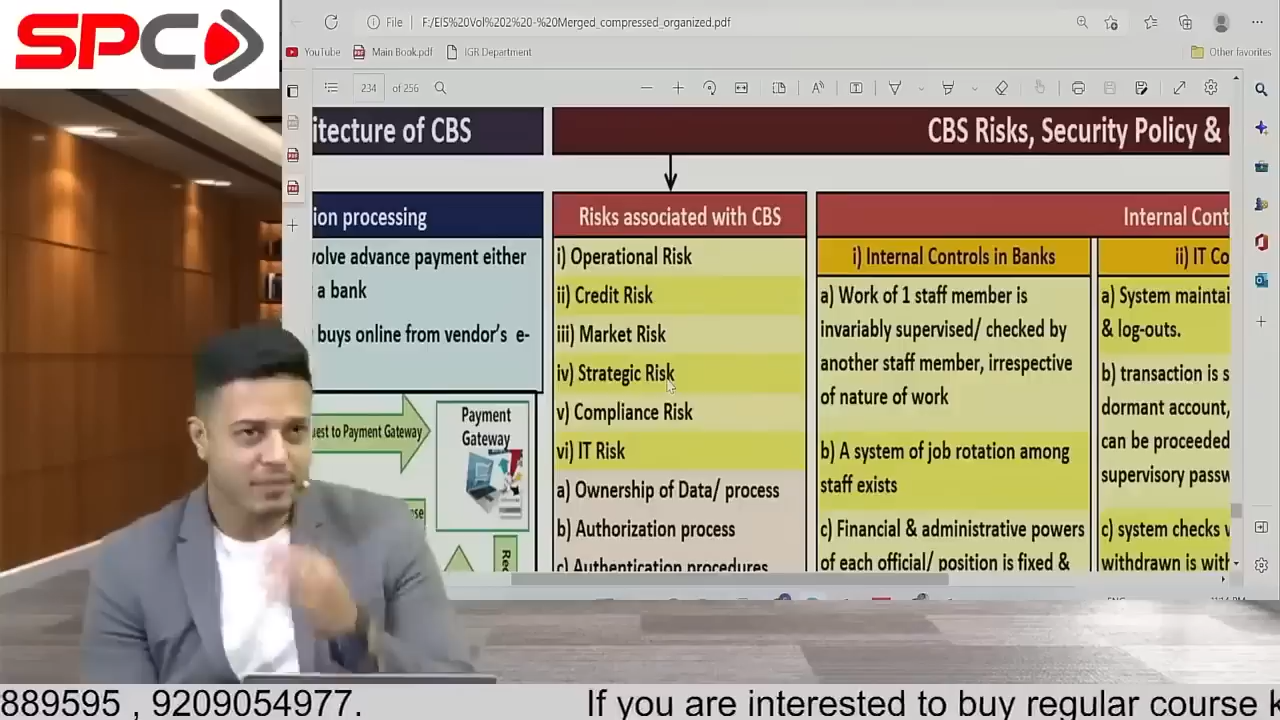 SPC
File
F:/EIS%20Vol%202%20-%20Merged_compressed_organized.pdf
YouTube
Main Book.pdf
IGR Department
Other favorites
234
of 256
itecture of CBS
CBS Risks, Security Policy &
ion processing
volve advance payment either
a bank
buys online from vendor's e-
uest to Payment Gateway
Payment
Gateway
Risks associated with CBS
i) Operational Risk
ii) Credit Risk
iii) Market Risk
iv) Strategic Risk
v) Compliance Risk
vi) IT Risk
a) Ownership of Data/ process
b) Authorization process
c) Authentication procedures
Internal Cont
i) Internal Controls in Banks
a) Work of 1 staff member is
invariably supervised/ checked by
another staff member, irrespective
of nature of work
b) A system of job rotation among
staff exists
c) Financial & administrative powers
of each official/ position is fixed &
ii) IT Co
a) System maintai
& log-outs.
b) transaction is s
dormant account,
can be proceeded
supervisory passw
c) system checks
withdrawn is with
889595 , 9209054977.
If you are interested to buy regular course k